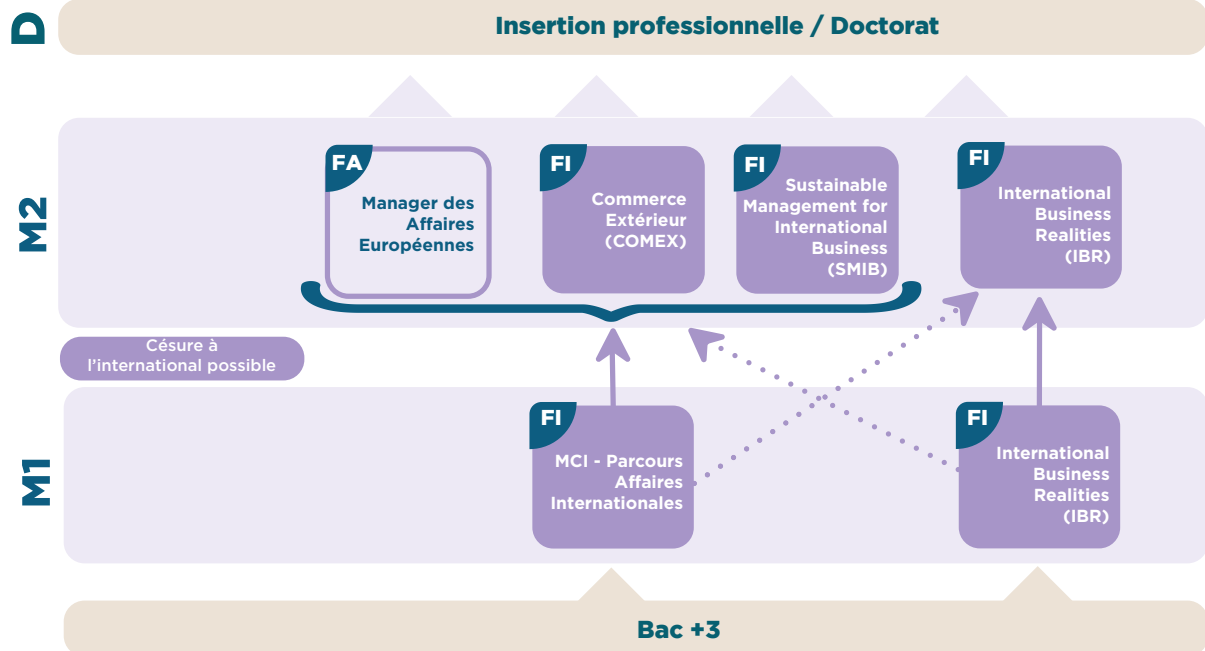 D
Insertion professionnelle / Doctorat
M2
FA
Manager des
Affaires
Européennes
FI
Commerce
Extérieur
(COMEX)
FI
Sustainable
Management for
International
Business
(SMIB)
FI
International
Business
Realities
(IBR)
Césure à
l'international possible
M1
FI
MCI - Parcours
Affaires
Internationales
FI
International
Business
Realities
(IBR)
Bac +3